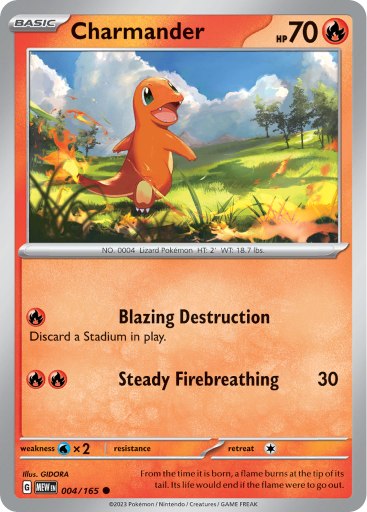 BASIC
Charmander
HP 70
NO. 0004 Lizard Pokémon HT: 2' WT: 18.7 lbs.
Blazing Destruction
Discard a Stadium in play.
Steady Firebreathing 30
weakness ×2 resistance retreat
Illus. GIDORA
From the time it is born, a flame burns at the tip of
tail. Its life would end if the flame were to go out.
G MEW EN 004/165
©2023 Pokémon / Nintendo / Creatures / GAME FREAK